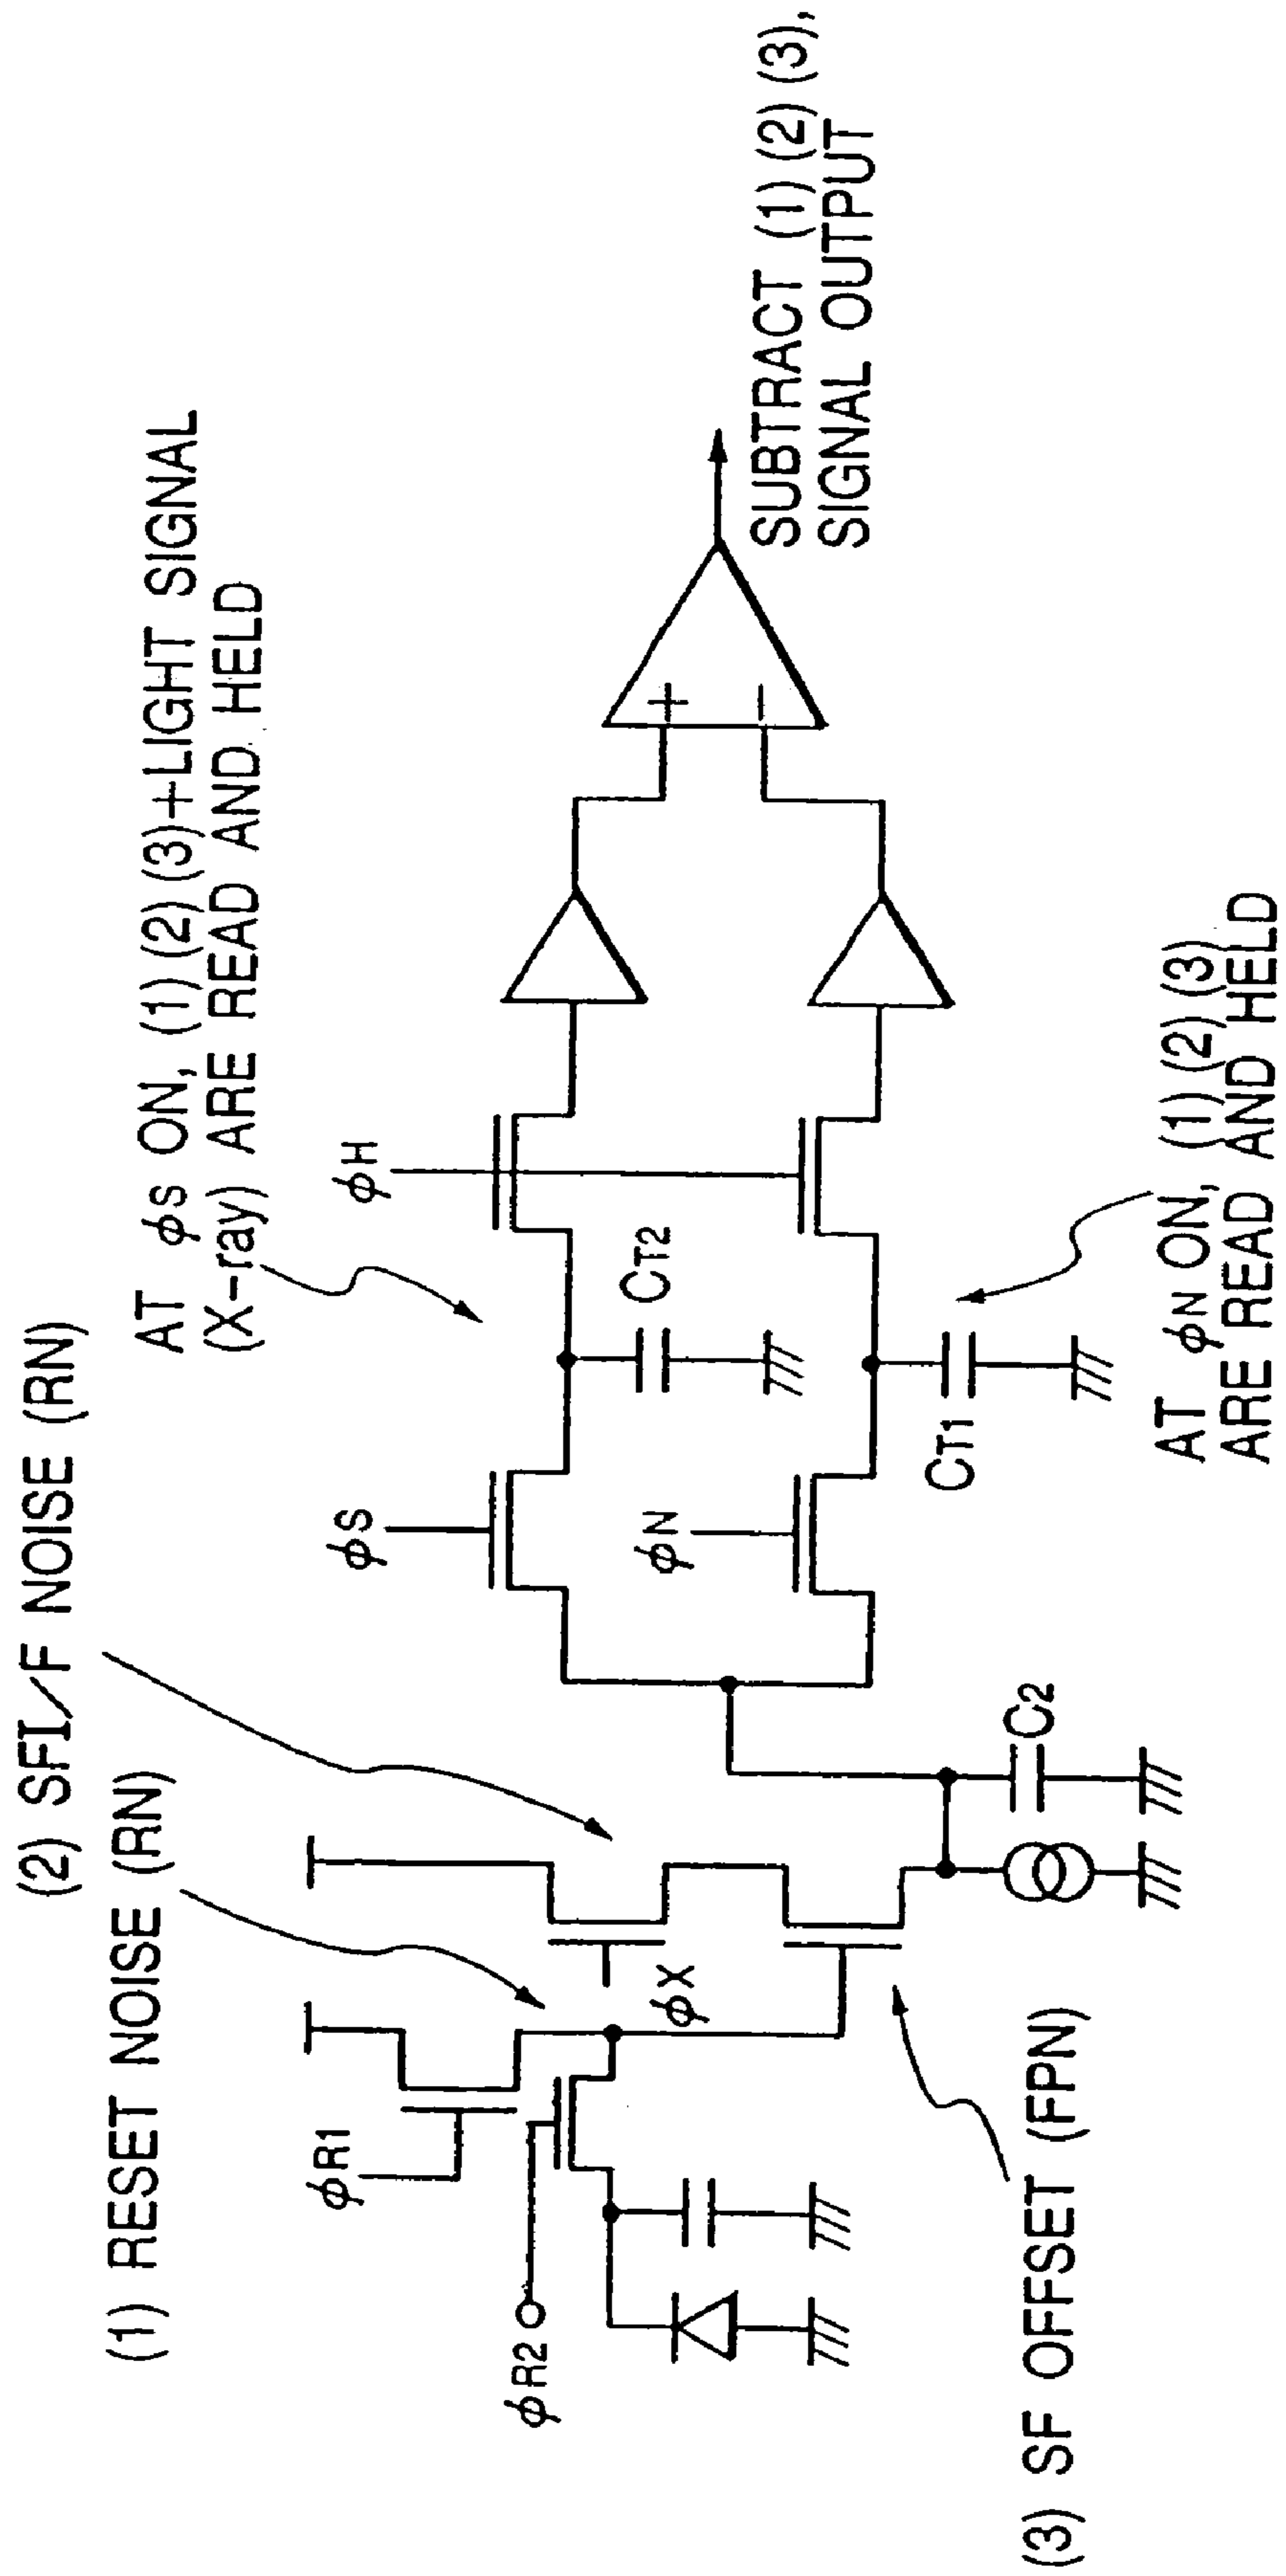 (2) SFI/F NOISE (RN)
(1) RESET NOISE (RN)
AT ϕS ON, (1) (2) (3)+LIGHT SIGNAL
(X-ray) ARE READ AND HELD
ϕR1
ϕR2
ϕX
ϕS
ϕH
ϕN
CT2
CT1
C2
SUBTRACT (1) (2) (3),
SIGNAL OUTPUT
+
−
(3) SF OFFSET (FPN)
AT ϕN ON, (1) (2) (3)
ARE READ AND HELD